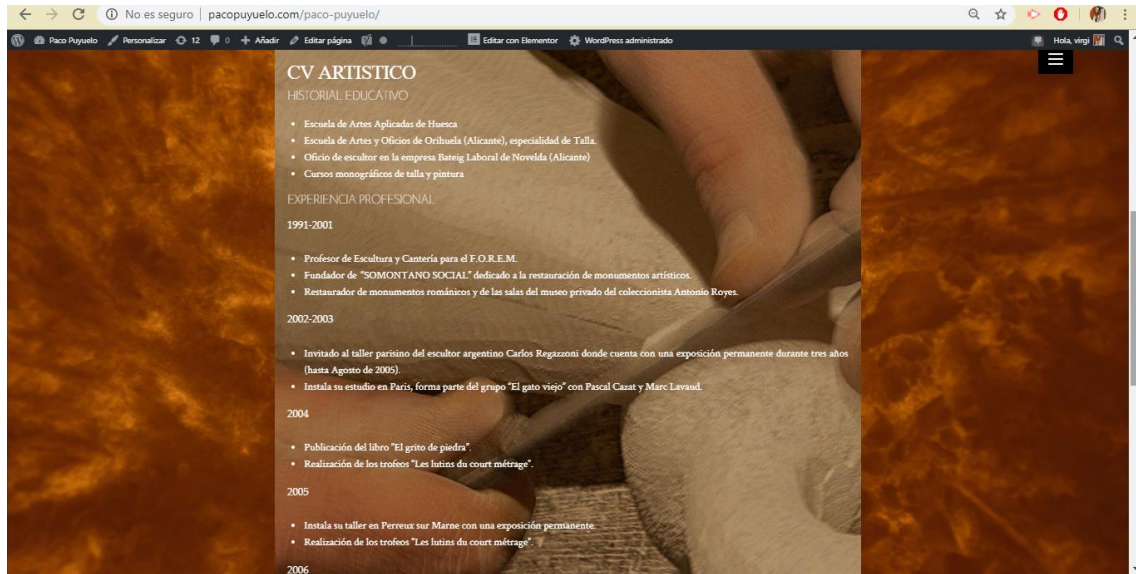 No es seguro | pacopuyuelo.com/paco-puyuelo/
Paco Puyuelo Personalizar 12 0 Añadir Editar página Editar con Elementor WordPress administrado Hola, virgi
CV ARTISTICO
HISTORIAL EDUCATIVO
• Escuela de Artes Aplicadas de Huesca
• Escuela de Artes y Oficios de Orihuela (Alicante), especialidad de Talla.
• Oficio de escultor en la empresa Bateig Laboral de Novelda (Alicante)
• Cursos monográficos de talla y pintura
EXPERIENCIA PROFESIONAL
1991-2001
• Profesor de Escultura y Cantería para el F.O.R.E.M.
• Fundador de "SOMONTANO SOCIAL" dedicado a la restauración de monumentos artísticos.
• Restaurador de monumentos románicos y de las salas del museo privado del coleccionista Antonio Royes.
2002-2003
• Invitado al taller parisino del escultor argentino Carlos Regazzoni donde cuenta con una exposición permanente durante tres años
(hasta Agosto de 2005).
• Instala su estudio en Paris, forma parte del grupo "El gato viejo" con Pascal Cazat y Marc Lavaud.
2004
• Publicación del libro "El grito de piedra".
• Realización de los trofeos "Les lutins du court métrage".
2005
• Instala su taller en Perreux sur Marne con una exposición permanente.
• Realización de los trofeos "Les lutins du court métrage".
2006